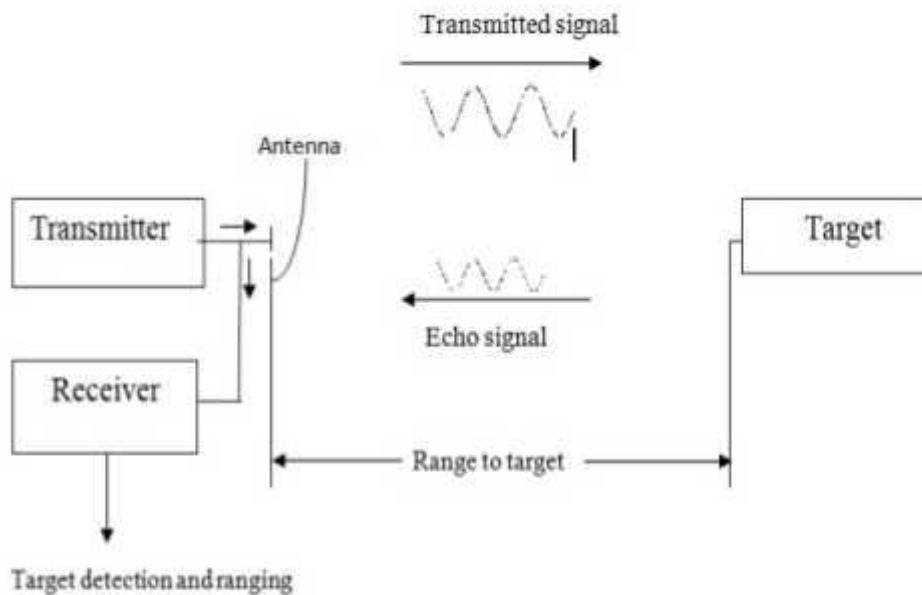 Transmitted signal
Antenna
Transmitter
Target
Echo signal
Receiver
Range to target
Target detection and ranging